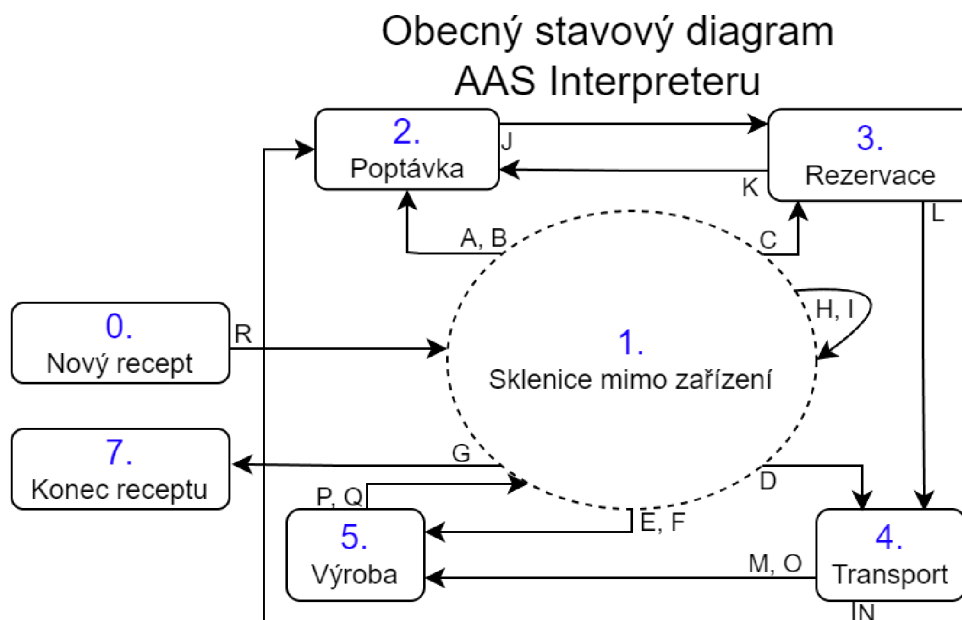 Obecný stavový diagram
AAS Interpreteru
2.
Poptávka
J
K
3.
Rezervace
L
A, B
C
H, I
0.
Nový recept
R
1.
Sklenice mimo zařízení
7.
Konec receptu
G
D
P, Q
E, F
5.
Výroba
M, O
4.
Transport
N